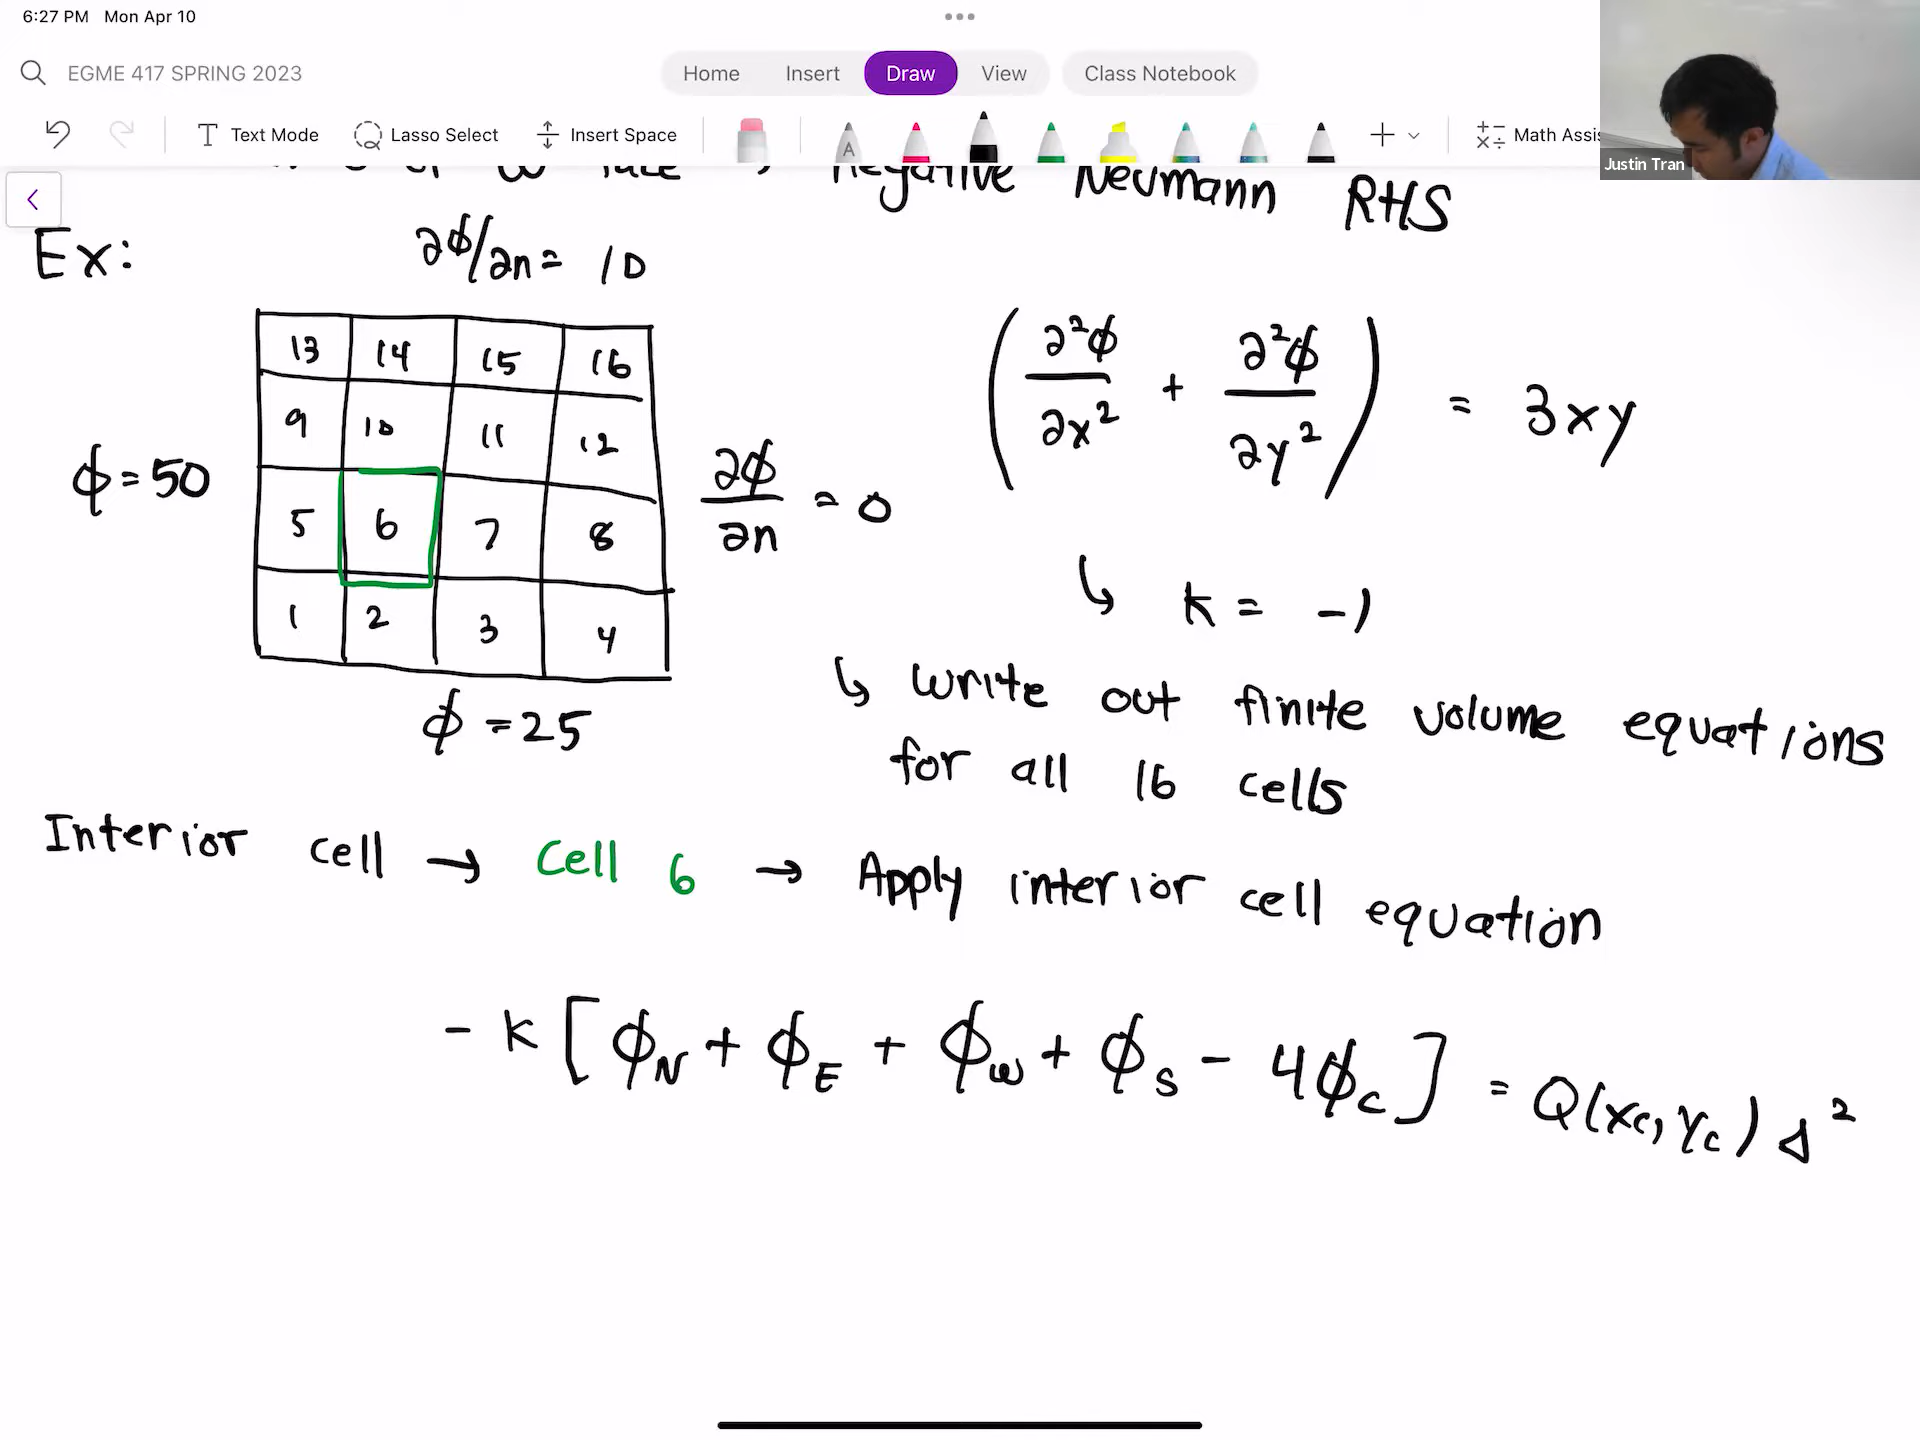 6:27 PM Mon Apr 10
EGME 417 SPRING 2023
Home Insert Draw View Class Notebook
Text Mode Lasso Select Insert Space A Math Assis
Justin Tran
face negative Neumann RHS
Ex:
∂ϕ/∂n = 10
13 14 15 16
9 10 11 12
5 6 7 8
1 2 3 4
ϕ = 50
∂ϕ/∂n = 0
ϕ = 25
(∂²ϕ/∂x² + ∂²ϕ/∂y²) = 3xy
↳ k = -1
↳ write out finite volume equations
for all 16 cells
Interior cell → Cell 6 → Apply interior cell equation
- k [ϕN + ϕE + ϕw + ϕs - 4ϕc] = Q(xc, yc) Δ²